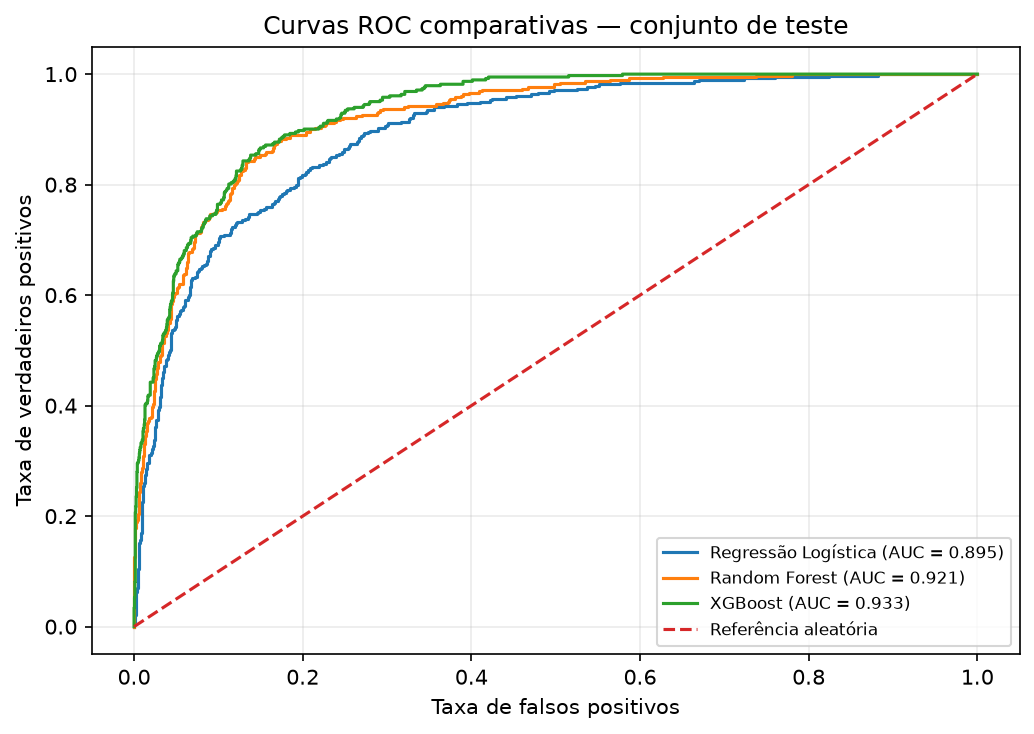 Curvas ROC comparativas — conjunto de teste
Taxa de verdadeiros positivos
1.0
0.8
0.6
0.4
0.2
0.0
Regressão Logística (AUC = 0.895)
Random Forest (AUC = 0.921)
XGBoost (AUC = 0.933)
Referência aleatória
0.0 0.2 0.4 0.6 0.8 1.0
Taxa de falsos positivos